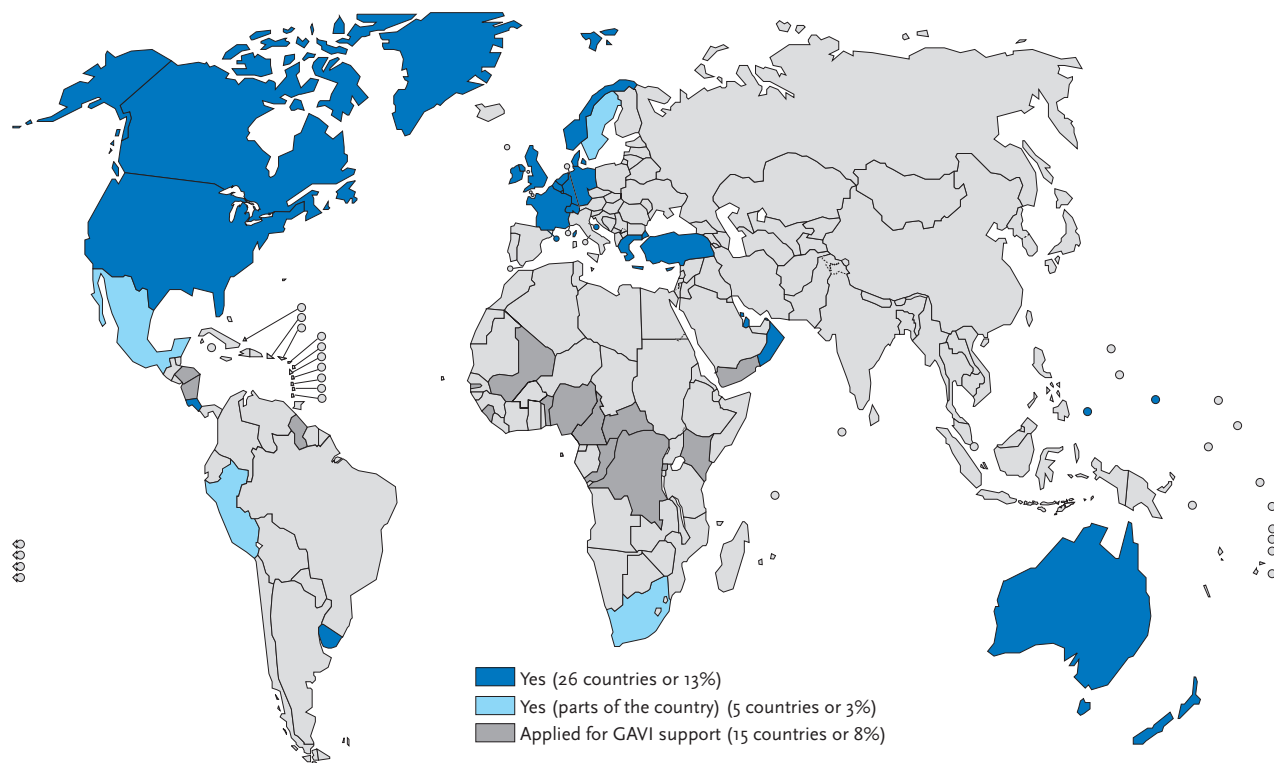 Yes (26 countries or 13%)
Yes (parts of the country) (5 countries or 3%)
Applied for GAVI support (15 countries or 8%)